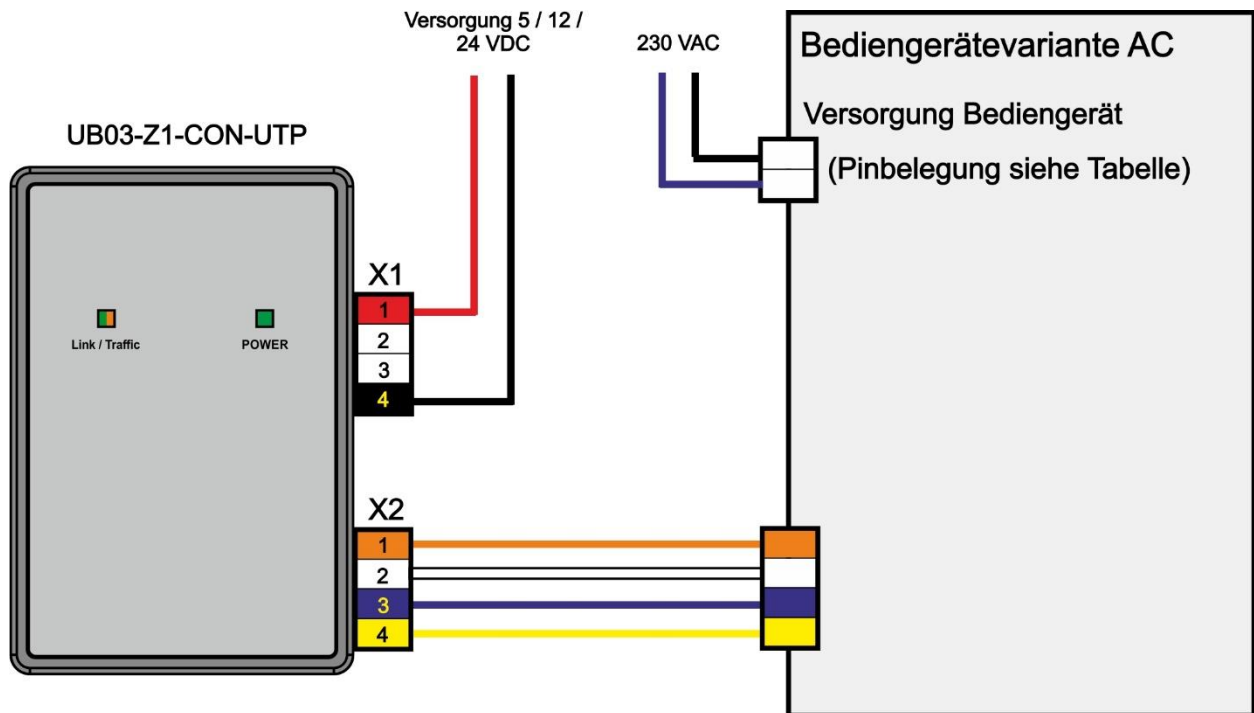 Versorgung 5 / 12 /
24 VDC
230 VAC
Bediengerätevariante AC
Versorgung Bediengerät
(Pinbelegung siehe Tabelle)
UB03-Z1-CON-UTP
Link / Traffic
POWER
X1
1
2
3
4
X2
1
2
3
4